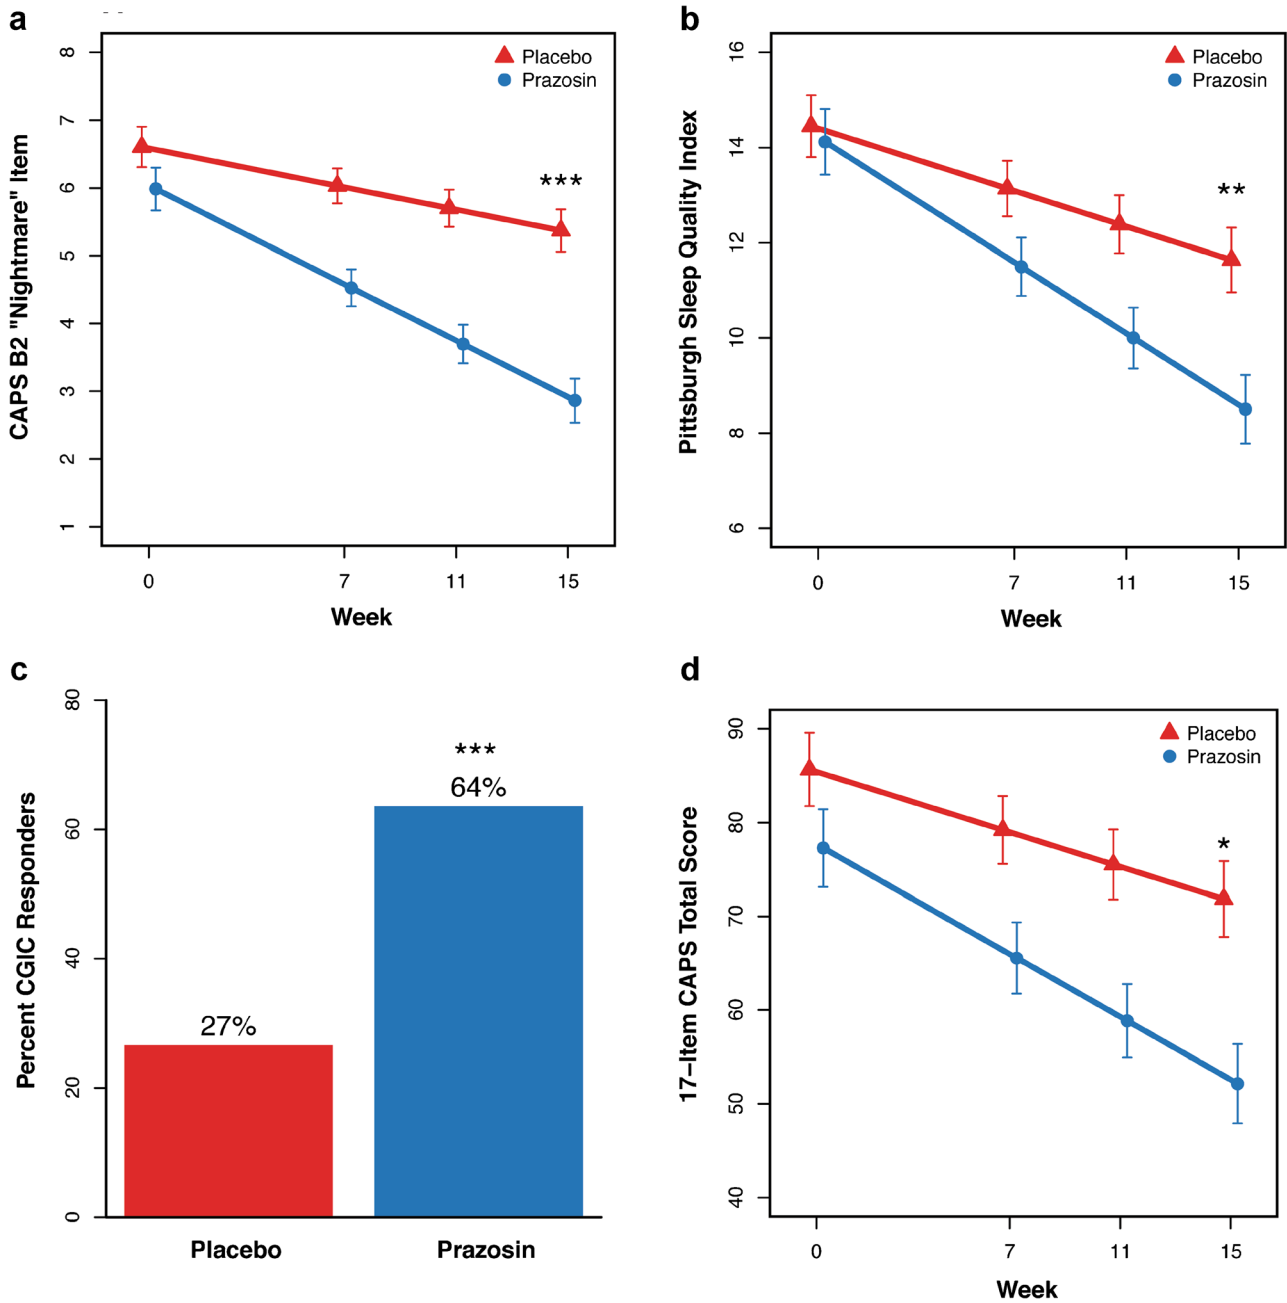 a
CAPS B2 "Nightmare" Item
8
7
6
5
4
3
2
1
Placebo
Prazosin
***
0 7 11 15
Week
b
Pittsburgh Sleep Quality Index
16
14
12
10
8
6
Placebo
Prazosin
**
0 7 11 15
Week
c
Percent CGIC Responders
80
60
40
20
0
***
64%
27%
Placebo Prazosin
d
17–Item CAPS Total Score
90
80
70
60
50
40
Placebo
Prazosin
*
0 7 11 15
Week